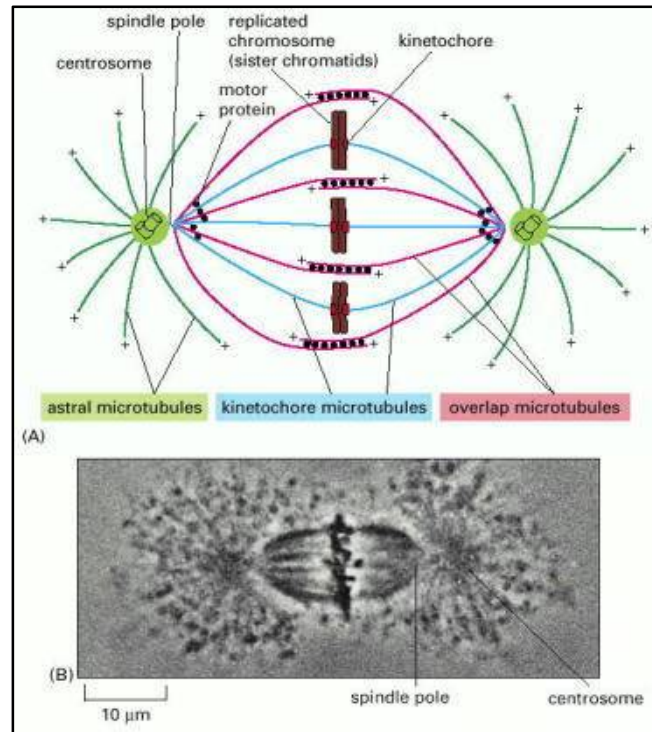 spindle pole
centrosome
replicated
chromosome
(sister chromatids)
kinetochore
motor
protein
+ +
+ +
+ +
+ +
+ +
+ +
+ +
+ +
+ +
+ +
+ +
+ +
astral microtubules
kinetochore microtubules
overlap microtubules
(A)
(B)
spindle pole
centrosome
10 μm